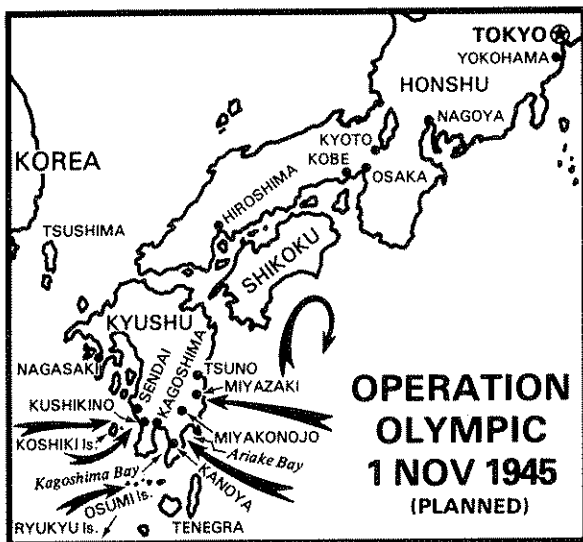 TOKYO
YOKOHAMA
HONSHU
NAGOYA
KYOTO
KOBE
OSAKA
KOREA
HIROSHIMA
TSUSHIMA
SHIKOKU
KYUSHU
NAGASAKI
SENDAI
KAGOSHIMA
TSUNO
MIYAZAKI
KUSHIKINO
MIYAKONOJO
KOSHIKI Is.
Ariake Bay
Kagoshima Bay
KANOYA
OSUMI Is.
RYUKYU Is.
TENEGRA
OPERATION
OLYMPIC
1 NOV 1945
(PLANNED)